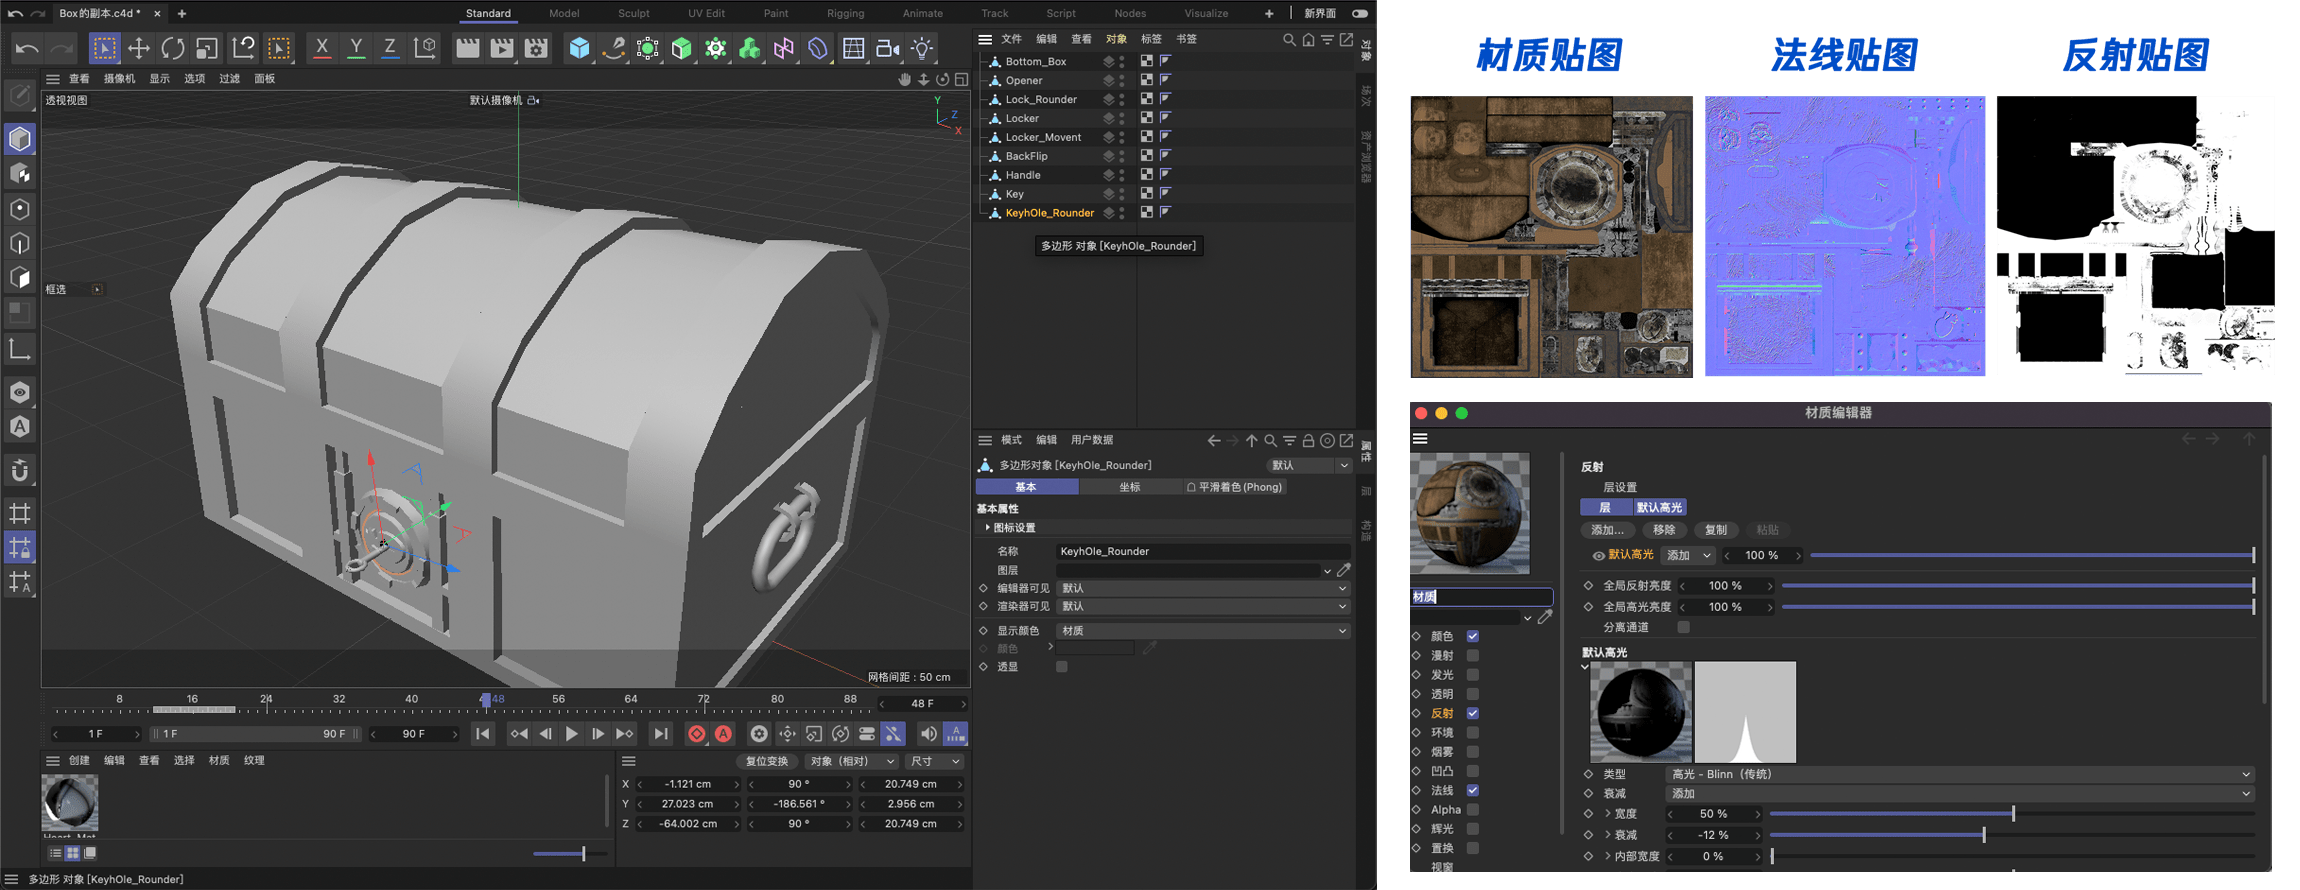 Box的副本.c4d *
Standard Model Sculpt UV Edit Paint Rigging Animate Track Script Nodes Visualize 新界面
X Y Z
查看 摄像机 显示 选项 过滤 面板
透视视图
默认摄像机
Y
Z
X
框选
网格间距 : 50 cm
文件 编辑 查看 对象 标签 书签
Bottom_Box
Opener
Lock_Rounder
Locker
Locker_Movent
BackFlip
Handle
Key
KeyhOle_Rounder
多边形 对象 [KeyhOle_Rounder]
对象
场次
资产浏览器
模式 编辑 用户数据
多边形对象 [KeyhOle_Rounder]
默认
基本 坐标 平滑着色 (Phong)
基本属性
图标设置
名称 KeyhOle_Rounder
图层
编辑器可见 默认
渲染器可见 默认
显示颜色 材质
颜色
透显
属性
层
构造
8 16 24 32 40 48 56 64 72 80 88
48 F
1 F
1 F
90 F
90 F
创建 编辑 查看 选择 材质 纹理
复位变换 对象 (相对) 尺寸
X -1.121 cm 90 ° 20.749 cm
Y 27.023 cm -186.561 ° 2.956 cm
Z -64.002 cm 90 ° 20.749 cm
多边形 对象 [KeyhOle_Rounder]
材质贴图 法线贴图 反射贴图
材质编辑器
材质
颜色
漫射
发光
透明
反射
环境
烟雾
凹凸
法线
Alpha
辉光
置换
视窗
反射
层设置
层 默认高光
添加... 移除 复制 粘贴
默认高光 添加 100 %
全局反射亮度 100 %
全局高光亮度 100 %
分离通道
默认高光
类型 高光 - Blinn（传统）
衰减 添加
宽度 50 %
衰减 -12 %
内部宽度 0 %